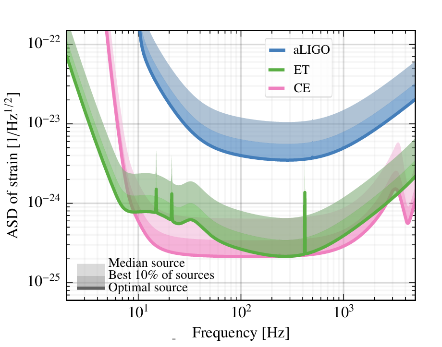 10⁻²²
10⁻²³
10⁻²⁴
10⁻²⁵
ASD of strain [1/Hz^{1/2}]
aLIGO
ET
CE
Median source
Best 10% of sources
Optimal source
10¹ 10² 10³
Frequency [Hz]